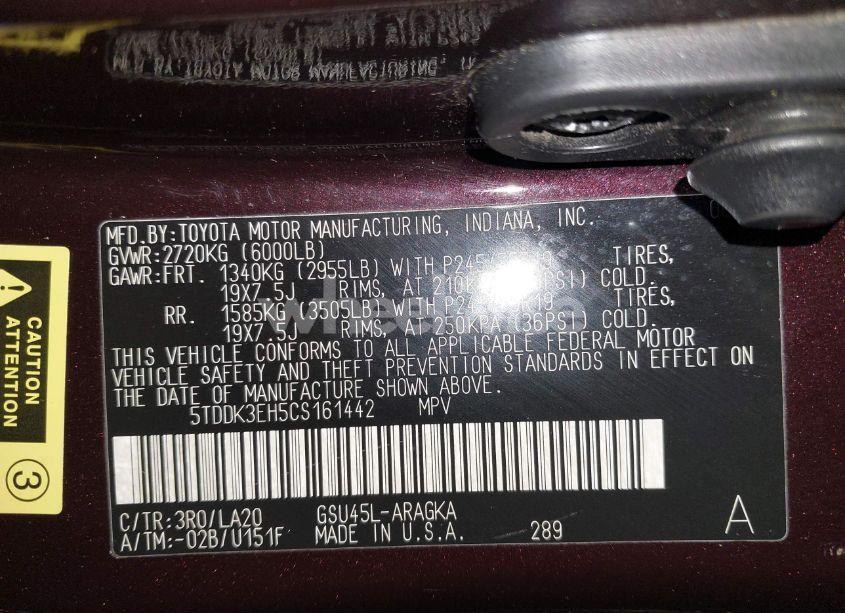 MFD.BY:TOYOTA MOTOR MANUFACTURING, INDIANA, INC.
GVWR:2720KG (6000LB)
GAWR:FRT. 1340KG (2955LB) WITH TIRES,
19X7.5J RIMS, AT COLD.
RR. 1585KG (3505LB) WITH TIRES,
19X7.5J RIMS, AT 250KPA (36PSI) COLD.
THIS VEHICLE CONFORMS TO ALL APPLICABLE FEDERAL MOTOR
VEHICLE SAFETY AND THEFT PREVENTION STANDARDS IN EFFECT ON
THE DATE OF MANUFACTURE SHOWN ABOVE.
5TDDK3EH5CS161442 MPV
C/TR:3R0/LA20 GSU45L-ARAGKA
A/TM:-02B/U151F MADE IN U.S.A. 289
A
CAUTION
ATTENTION
3